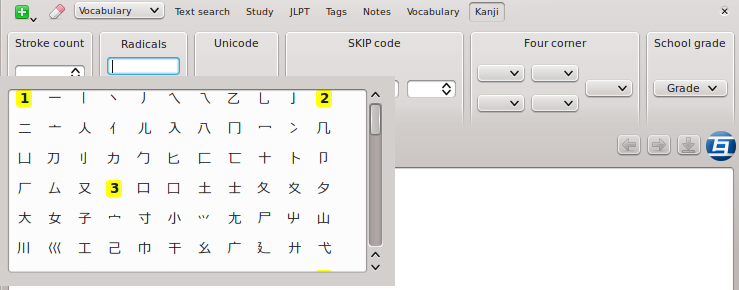 Vocabulary Text search Study JLPT Tags Notes Vocabulary Kanji
Stroke count Radicals Unicode SKIP code Four corner School grade
Grade
1 一 丨 丶 丿 乀 乁 乙 乚 亅 2
二 亠 人 亻 儿 入 八 冂 冖 冫 几
凵 刀 刂 力 勹 匕 匚 匸 十 卜 卩
厂 厶 又 3 口 囗 土 士 夂 夊 夕
大 女 子 宀 寸 小 ⺌ 尢 尸 屮 山
川 巛 工 己 巾 干 幺 广 廴 廾 弋